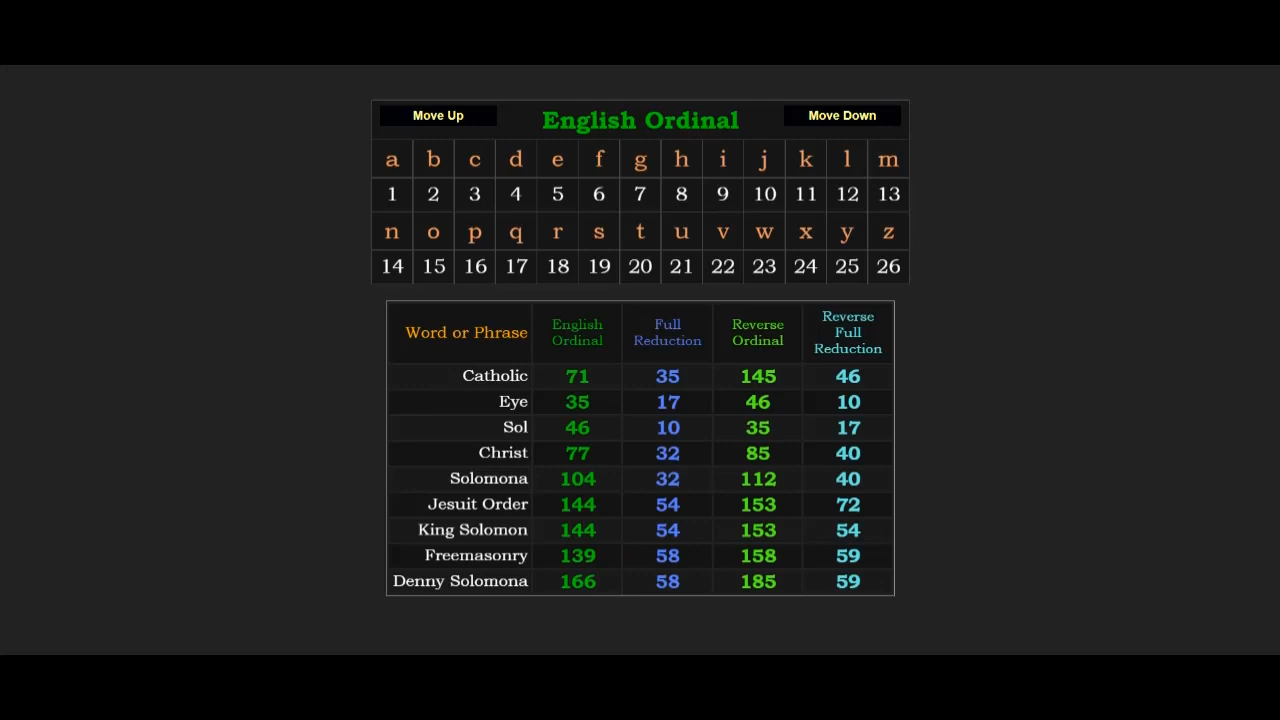 Move Up English Ordinal Move Down
a b c d e f g h i j k l m
1 2 3 4 5 6 7 8 9 10 11 12 13
n o p q r s t u v w x y z
14 15 16 17 18 19 20 21 22 23 24 25 26
Word or Phrase English Ordinal Full Reduction Reverse Ordinal Reverse Full Reduction
Catholic 71 35 145 46
Eye 35 17 46 10
Sol 46 10 35 17
Christ 77 32 85 40
Solomona 104 32 112 40
Jesuit Order 144 54 153 72
King Solomon 144 54 153 54
Freemasonry 139 58 158 59
Denny Solomona 166 58 185 59